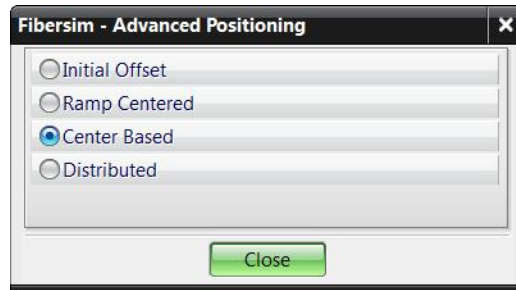 Fibersim - Advanced Positioning
Initial Offset
Ramp Centered
Center Based
Distributed
Close